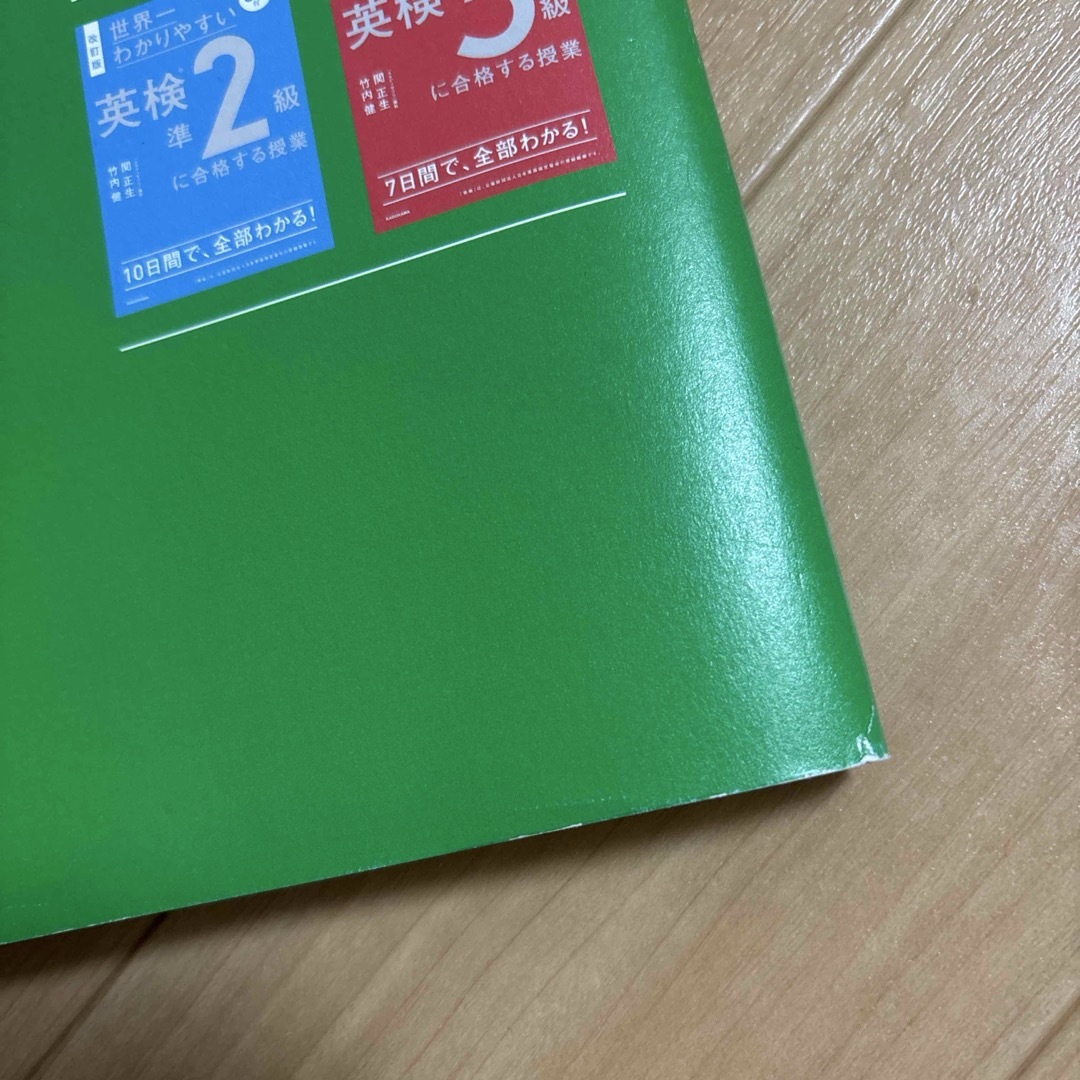 改訂版
世界一
わかりやすい
英検
準2級
に合格する授業
関正生
竹内健
10日間で、全部わかる!
英検
級
に合格する授業
関正生
竹内健
7日間で、全部わかる!
KADOKAWA